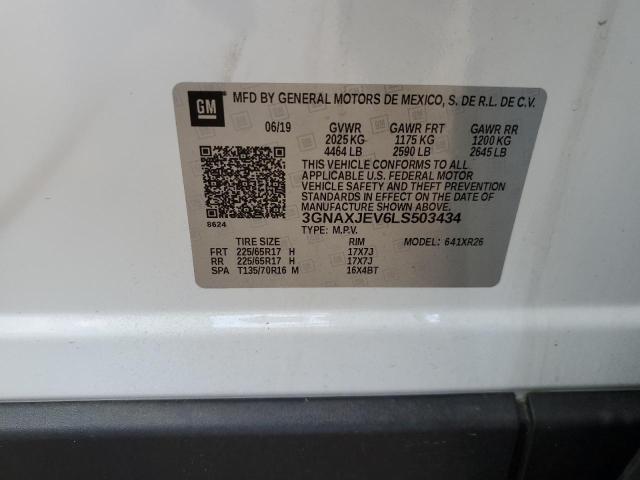 GM MFD BY GENERAL MOTORS DE MEXICO, S. DE R.L. DE C.V.
06/19 GVWR GAWR FRT GAWR RR
2025 KG 1175 KG 1200 KG
4464 LB 2590 LB 2645 LB
THIS VEHICLE CONFORMS TO ALL
APPLICABLE U.S. FEDERAL MOTOR
VEHICLE SAFETY AND THEFT PREVENTION
STANDARDS IN EFFECT ON THE DATE OF
MANUFACTURE SHOWN ABOVE.
8624 3GNAXJEV6LS503434
TYPE: M.P.V.
TIRE SIZE RIM MODEL: 641XR26
FRT 225/65R17 H 17X7J
RR 225/65R17 H 17X7J
SPA T135/70R16 M 16X4BT